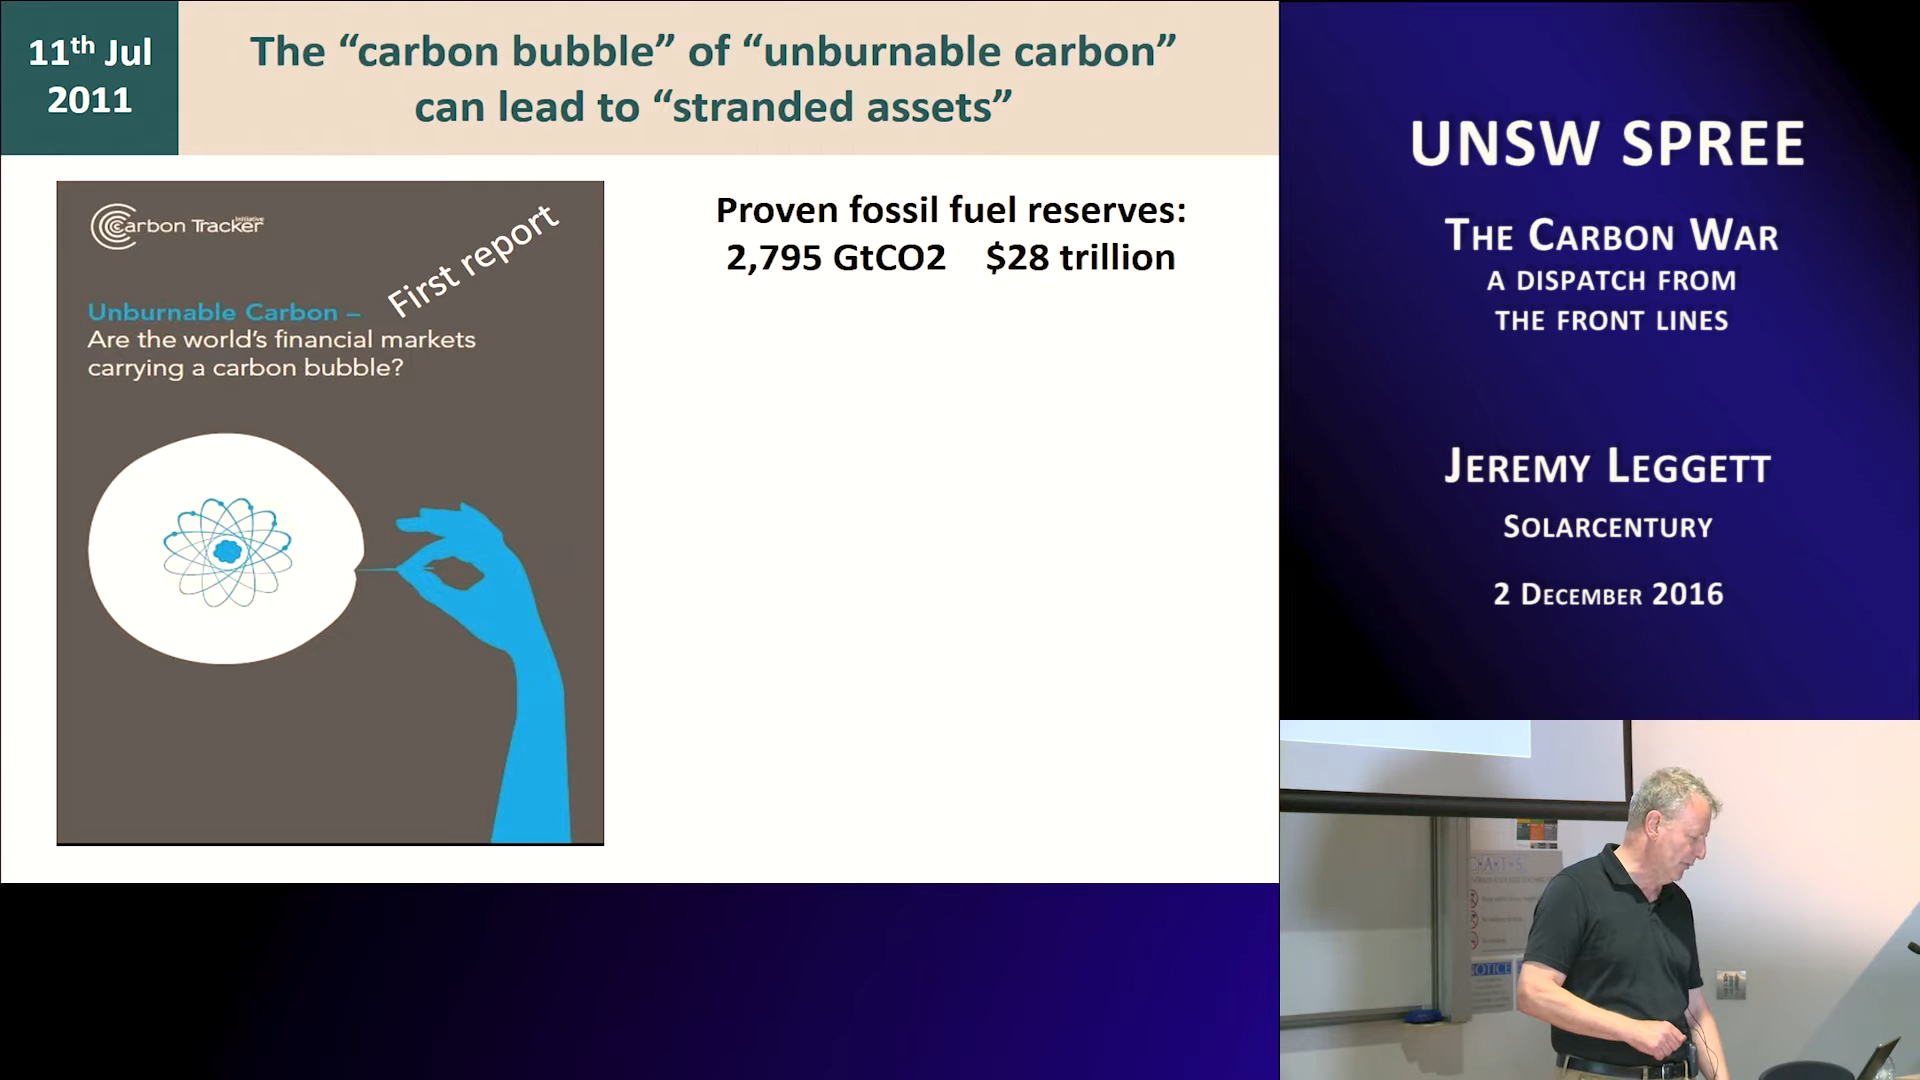 11th Jul
2011
The “carbon bubble” of “unburnable carbon”
can lead to “stranded assets”
Carbon Tracker
Initiative
First report
Unburnable Carbon –
Are the world’s financial markets
carrying a carbon bubble?
Proven fossil fuel reserves:
2,795 GtCO2 $28 trillion
UNSW SPREE
The Carbon War
A DISPATCH FROM
THE FRONT LINES
Jeremy Leggett
Solarcentury
2 December 2016
NOTICE